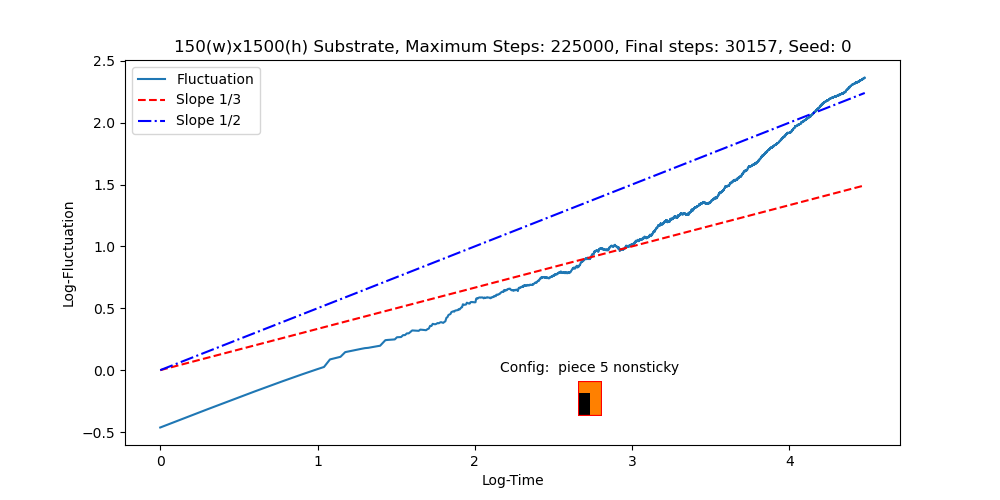 150(w)x1500(h) Substrate, Maximum Steps: 225000, Final steps: 30157, Seed: 0
Fluctuation
Slope 1/3
Slope 1/2
2.5
2.0
1.5
1.0
0.5
0.0
−0.5
Log-Fluctuation
Config:  piece 5 nonsticky
0 1 2 3 4
Log-Time